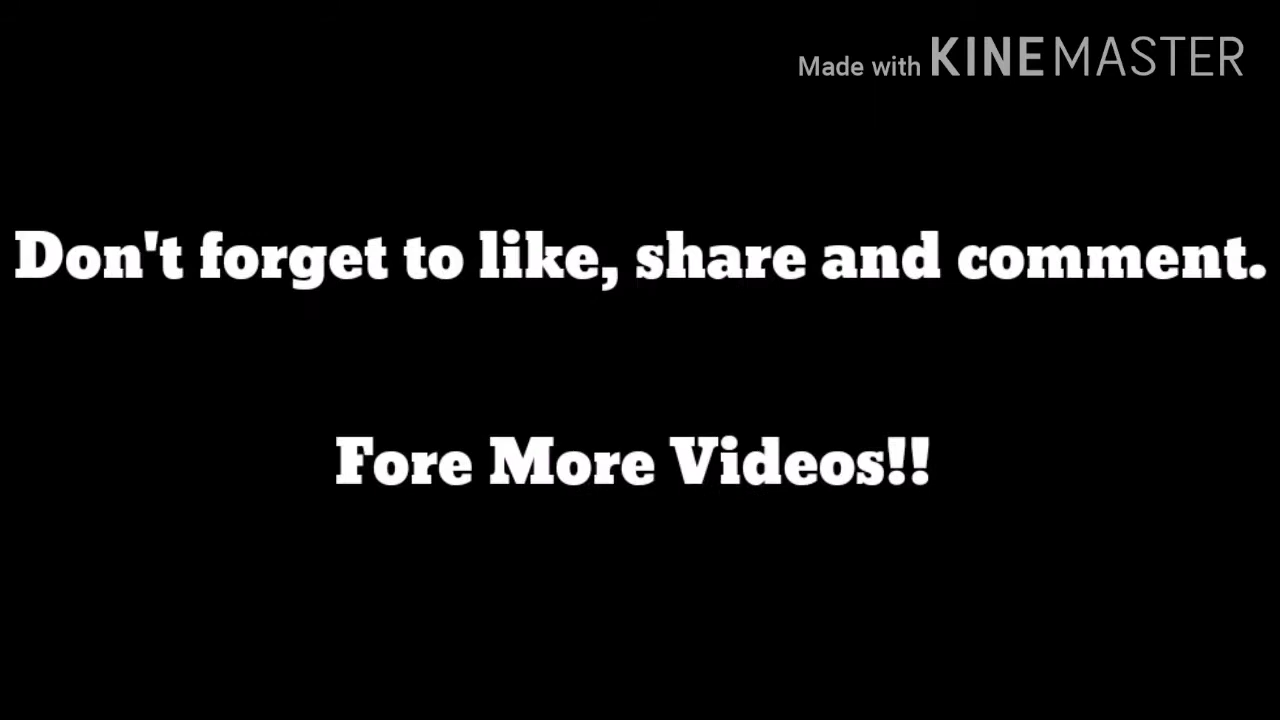 Made with KINEMASTER
Don't forget to like, share and comment.
Fore More Videos!!